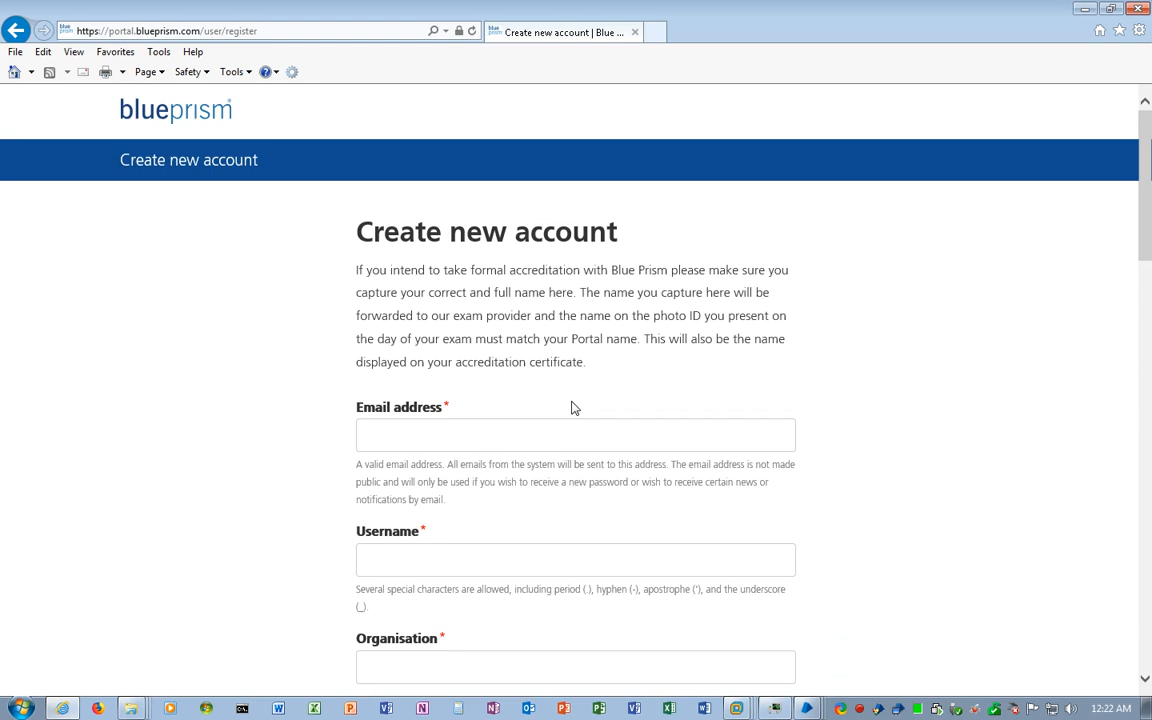 https://portal.blueprism.com/user/register
Create new account | Blue ...
File Edit View Favorites Tools Help
Page Safety Tools
blueprism
Create new account
Create new account
If you intend to take formal accreditation with Blue Prism please make sure you
capture your correct and full name here. The name you capture here will be
forwarded to our exam provider and the name on the photo ID you present on
the day of your exam must match your Portal name. This will also be the name
displayed on your accreditation certificate.
Email address *
A valid email address. All emails from the system will be sent to this address. The email address is not made
public and will only be used if you wish to receive a new password or wish to receive certain news or
notifications by email.
Username *
Several special characters are allowed, including period (.), hyphen (-), apostrophe ('), and the underscore
(_).
Organisation *
12:22 AM